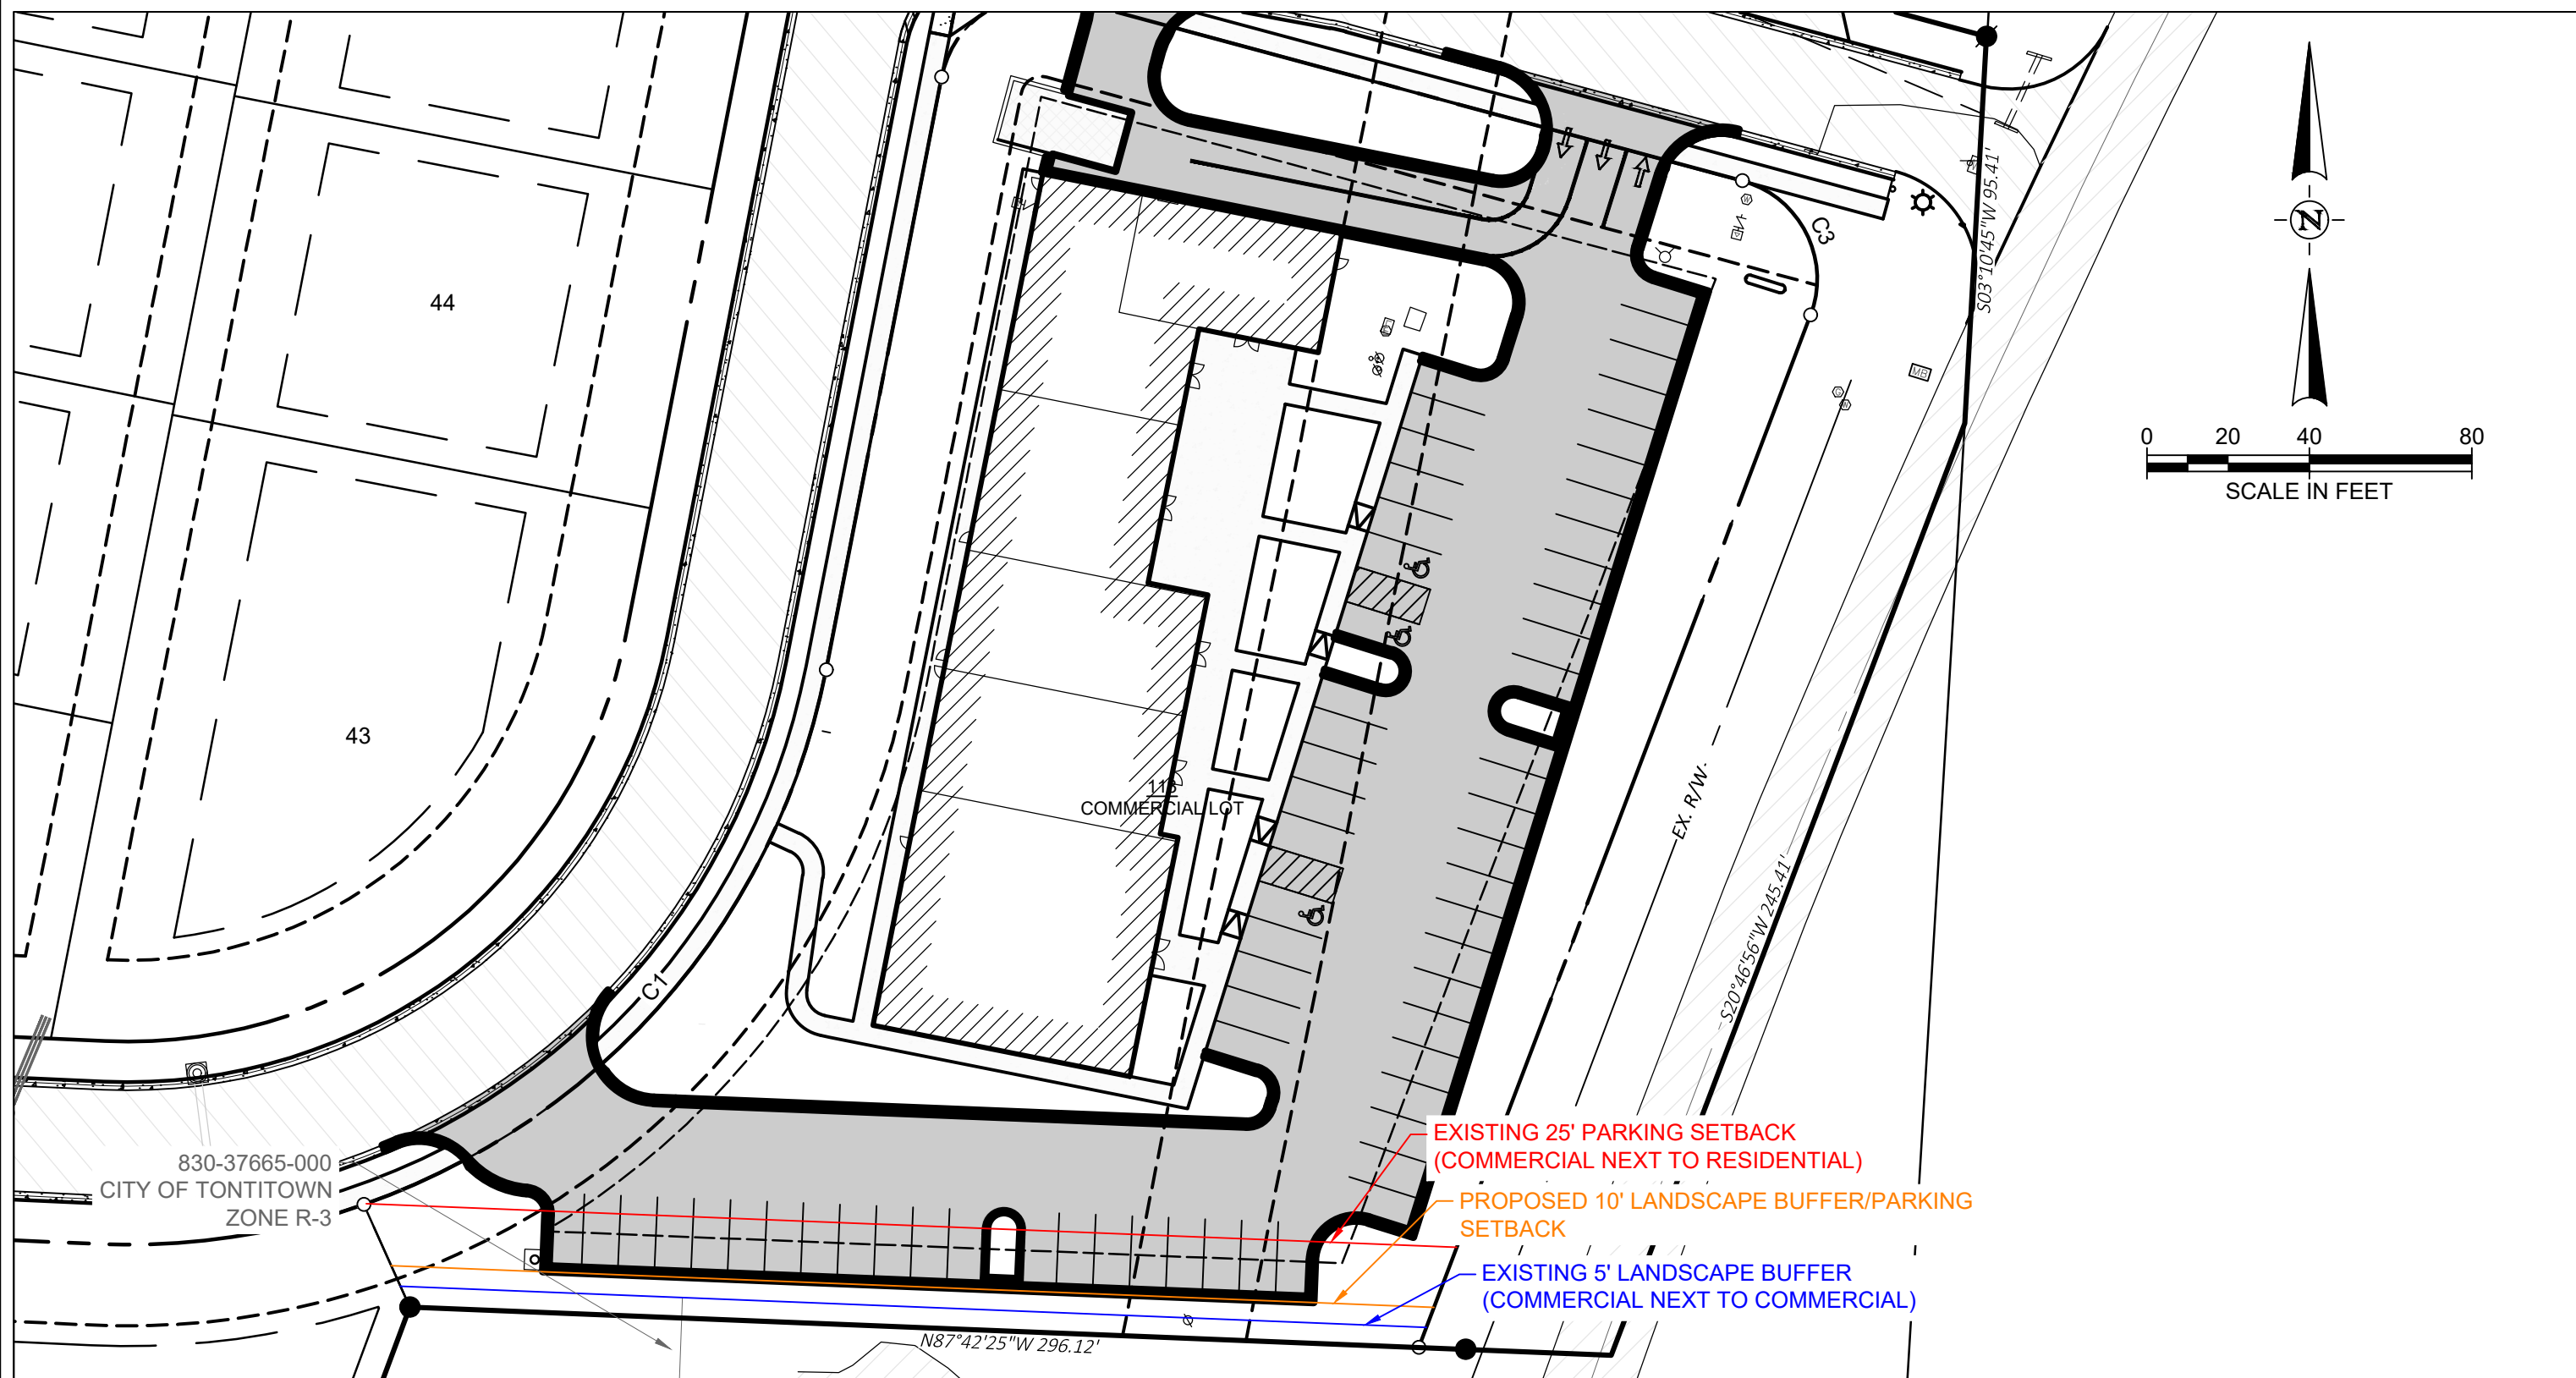 44
43
C3
S03°10'45"W 95.41'
N
0 20 40 80
SCALE IN FEET
MB
G
W
W
EX. R/W
S20°46'56"W 245.41'
COMMERCIAL LOT
C1
830-37665-000
CITY OF TONTITOWN
ZONE R-3
EXISTING 25' PARKING SETBACK
(COMMERCIAL NEXT TO RESIDENTIAL)
PROPOSED 10' LANDSCAPE BUFFER/PARKING
SETBACK
EXISTING 5' LANDSCAPE BUFFER
(COMMERCIAL NEXT TO COMMERCIAL)
N87°42'25"W 296.12'